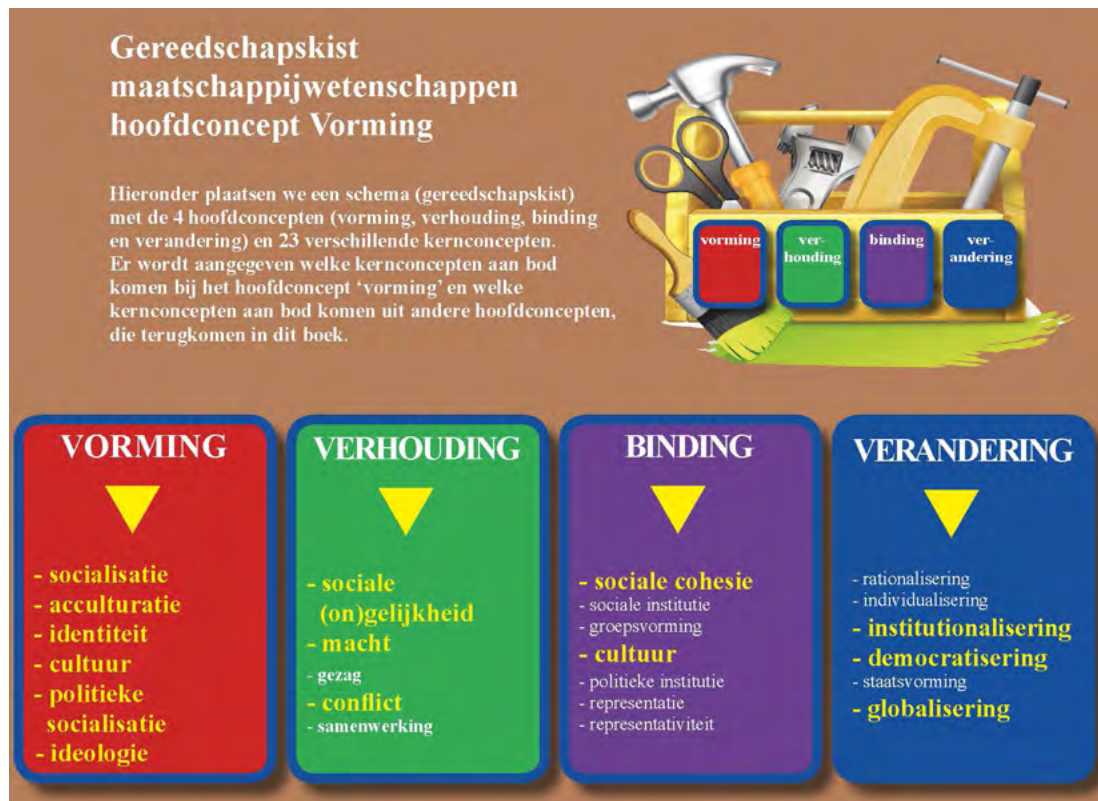 Gereedschapskist
maatschappijwetenschappen
hoofdconcept Vorming
Hieronder plaatsen we een schema (gereedschapskist)
met de 4 hoofdconcepten (vorming, verhouding, binding
en verandering) en 23 verschillende kernconcepten.
Er wordt aangegeven welke kernconcepten aan bod
komen bij het hoofdconcept ‘vorming’ en welke
kernconcepten aan bod komen uit andere hoofdconcepten,
die terugkomen in dit boek.
vorming
ver-
houding
binding
ver-
andering
VORMING
- socialisatie
- acculturatie
- identiteit
- cultuur
- politieke
socialisatie
- ideologie
VERHOUDING
- sociale
(on)gelijkheid
- macht
- gezag
- conflict
- samenwerking
BINDING
- sociale cohesie
- sociale institutie
- groepsvorming
- cultuur
- politieke institutie
- representatie
- representativiteit
VERANDERING
- rationalisering
- individualisering
- institutionalisering
- democratisering
- staatsvorming
- globalisering